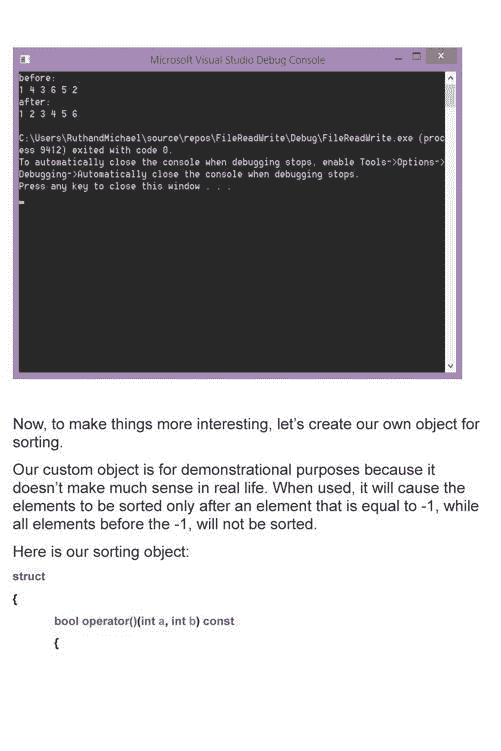 Microsoft Visual Studio Debug Console
before:
1 4 3 6 5 2
after:
1 2 3 4 5 6
C:\Users\RuthandMichael\source\repos\FileReadWrite\Debug\FileReadWrite.exe (proc
ess 9412) exited with code 0.
To automatically close the console when debugging stops, enable Tools->Options->
Debugging->Automatically close the console when debugging stops.
Press any key to close this window . . .
Now, to make things more interesting, let’s create our own object for
sorting.
Our custom object is for demonstrational purposes because it
doesn’t make much sense in real life. When used, it will cause the
elements to be sorted only after an element that is equal to -1, while
all elements before the -1, will not be sorted.
Here is our sorting object:
struct
{
bool operator()(int a, int b) const
{